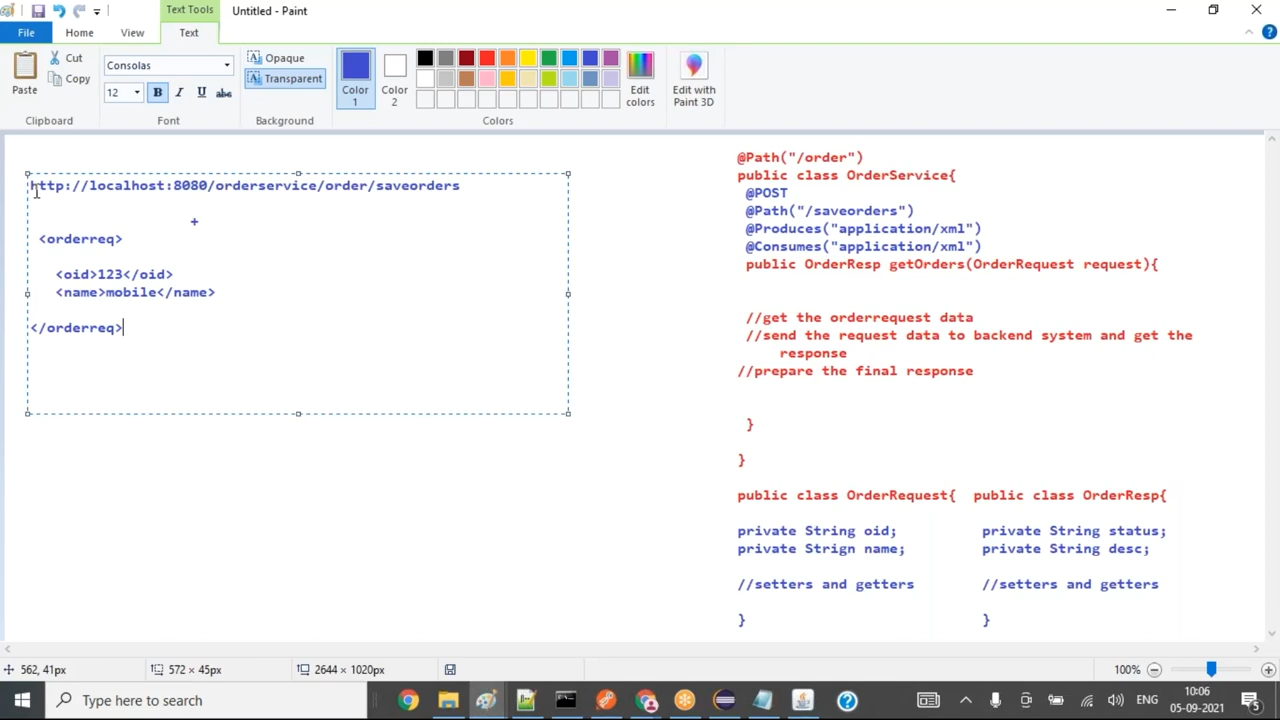 Text Tools
Untitled - Paint
File
Home
View
Text
Paste
Cut
Copy
Clipboard
Consolas
12
B
I
U
abc
Font
A
Opaque
A
Transparent
Background
Color
1
Color
2
Edit
colors
Colors
Edit with
Paint 3D
http://localhost:8080/orderservice/order/saveorders
+
<orderreq>
<oid>123</oid>
<name>mobile</name>
</orderreq>
@Path("/order")
public class OrderService{
@POST
@Path("/saveorders")
@Produces("application/xml")
@Consumes("application/xml")
public OrderResp getOrders(OrderRequest request){
//get the orderrequest data
//send the request data to backend system and get the
response
//prepare the final response
}
}
public class OrderRequest{
private String oid;
private Strign name;
//setters and getters
}
public class OrderResp{
private String status;
private String desc;
//setters and getters
}
562, 41px
572 × 45px
2644 × 1020px
100%
Type here to search
ENG
10:06
05-09-2021
5